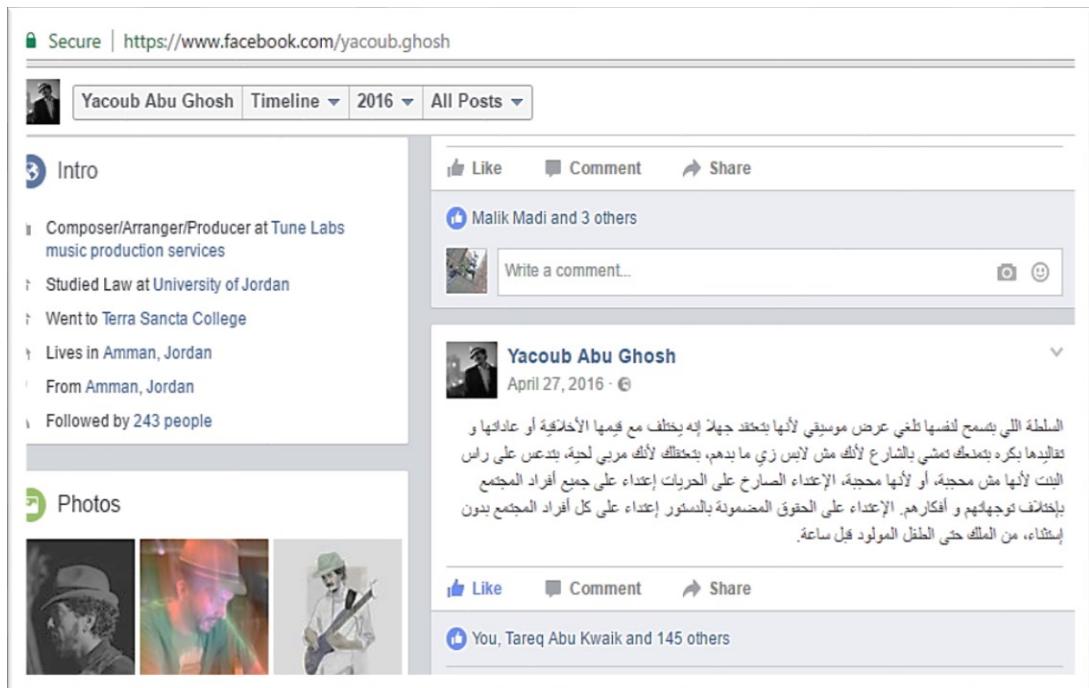 Secure | https://www.facebook.com/yacoub.ghosh
Yacoub Abu Ghosh Timeline 2016 All Posts
Intro
Composer/Arranger/Producer at Tune Labs
music production services
Studied Law at University of Jordan
Went to Terra Sancta College
Lives in Amman, Jordan
From Amman, Jordan
Followed by 243 people
Photos
Like Comment Share
Malik Madi and 3 others
Write a comment...
Yacoub Abu Ghosh
April 27, 2016 ·
السلطة اللي بتسمح لنفسها تلغي عرض موسيقي لأنها بتعتقد جهلا إنه يختلف مع قيمها الأخلاقية أو عاداتها و
تقاليدها بكره بتمنعك تمشي بالشارع لأنك مش لابس زي ما بدهم، بتعتقلك لأنك مربي لحية، بتدعس على راس
البنت لأنها مش محجبة، أو لأنها محجبة، الإعتداء الصارخ على الحريات إعتداء على جميع أفراد المجتمع
بإختلاف توجهاتهم و أفكارهم. الإعتداء على الحقوق المضمونة بالدستور إعتداء على كل أفراد المجتمع بدون
إستثناء، من الملك حتى الطفل المولود قبل ساعة.
Like Comment Share
You, Tareq Abu Kwaik and 145 others